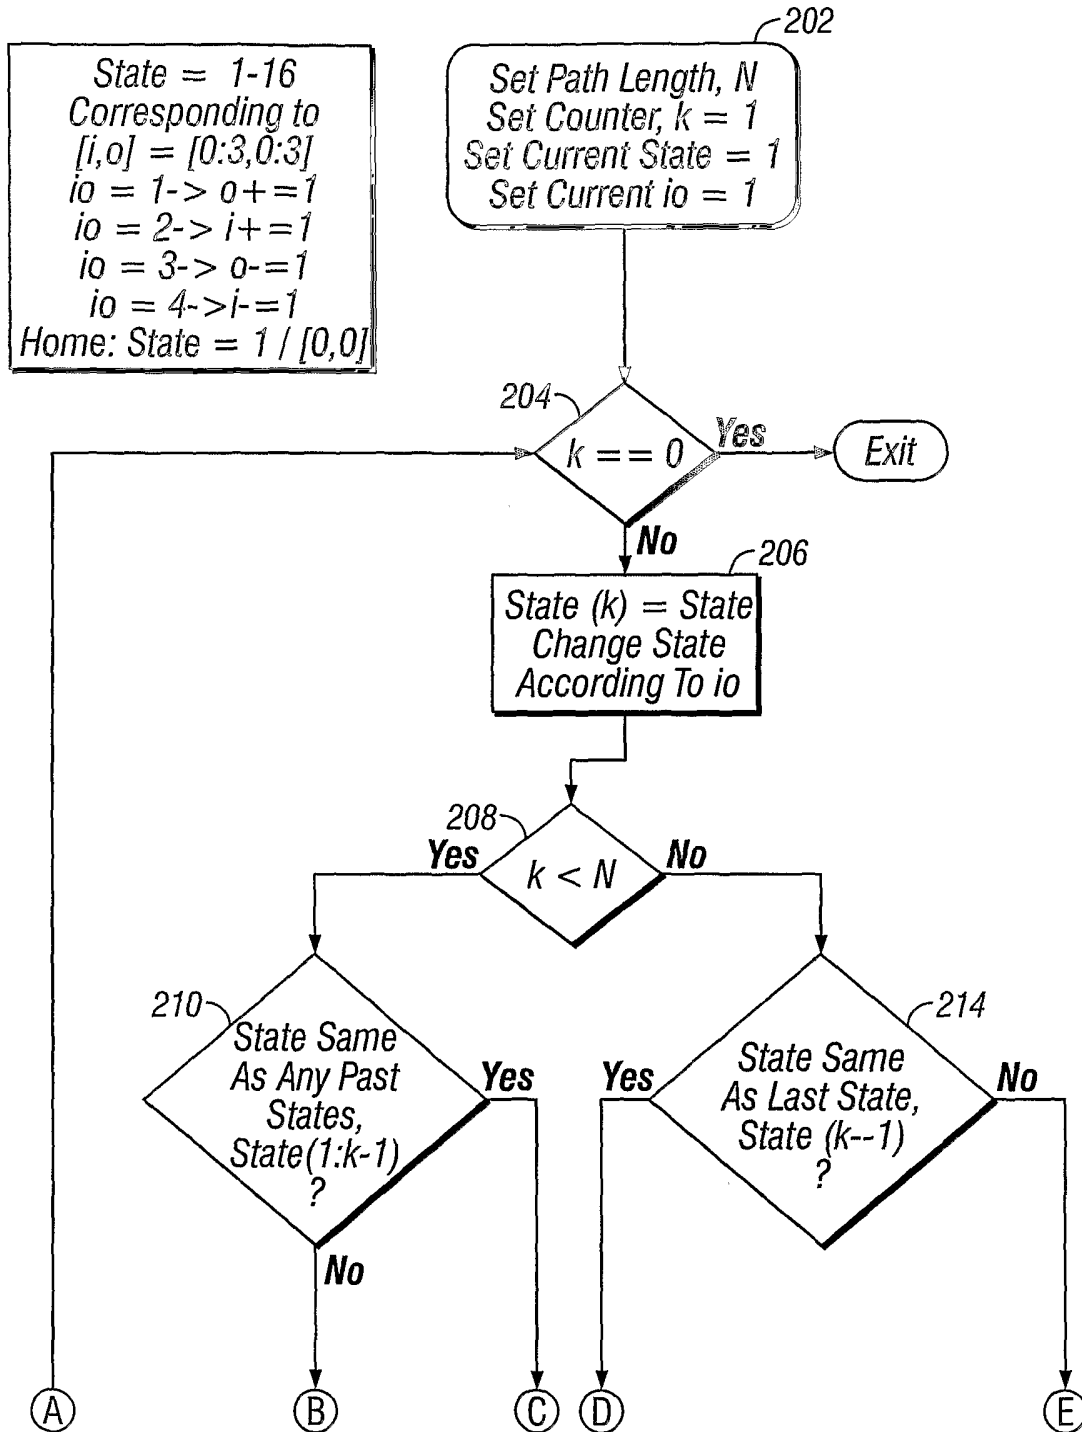 State = 1-16
Corresponding to
[i,o] = [0:3,0:3]
io = 1-> o+=1
io = 2-> i+=1
io = 3-> o-=1
io = 4->i-=1
Home: State = 1 / [0,0]
202
Set Path Length, N
Set Counter, k = 1
Set Current State = 1
Set Current io = 1
204
k == 0
Yes
Exit
No
206
State (k) = State
Change State
According To io
208
Yes
k < N
No
210
State Same
As Any Past
States,
State(1:k-1)
?
Yes
No
214
Yes
State Same
As Last State,
State (k--1)
?
No
A
B
C
D
E